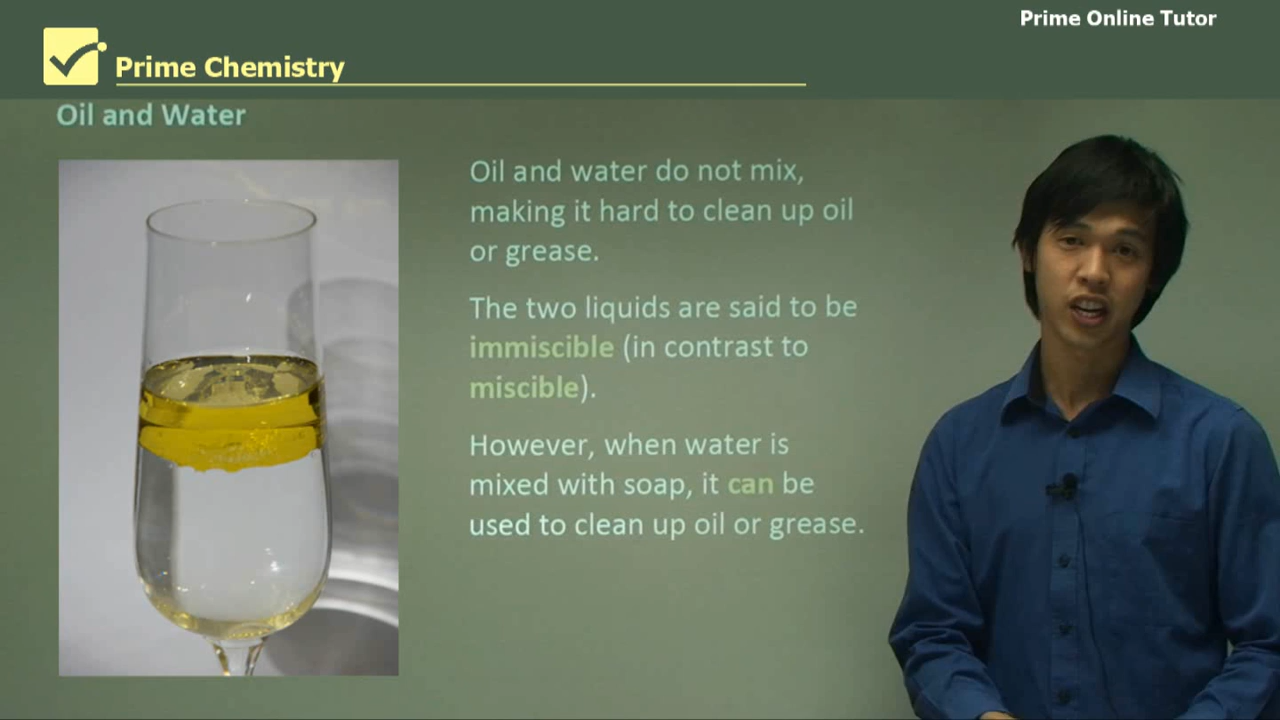 Prime Online Tutor
Prime Chemistry
Oil and Water
Oil and water do not mix,
making it hard to clean up oil
or grease.
The two liquids are said to be
immiscible (in contrast to
miscible).
However, when water is
mixed with soap, it can be
used to clean up oil or grease.